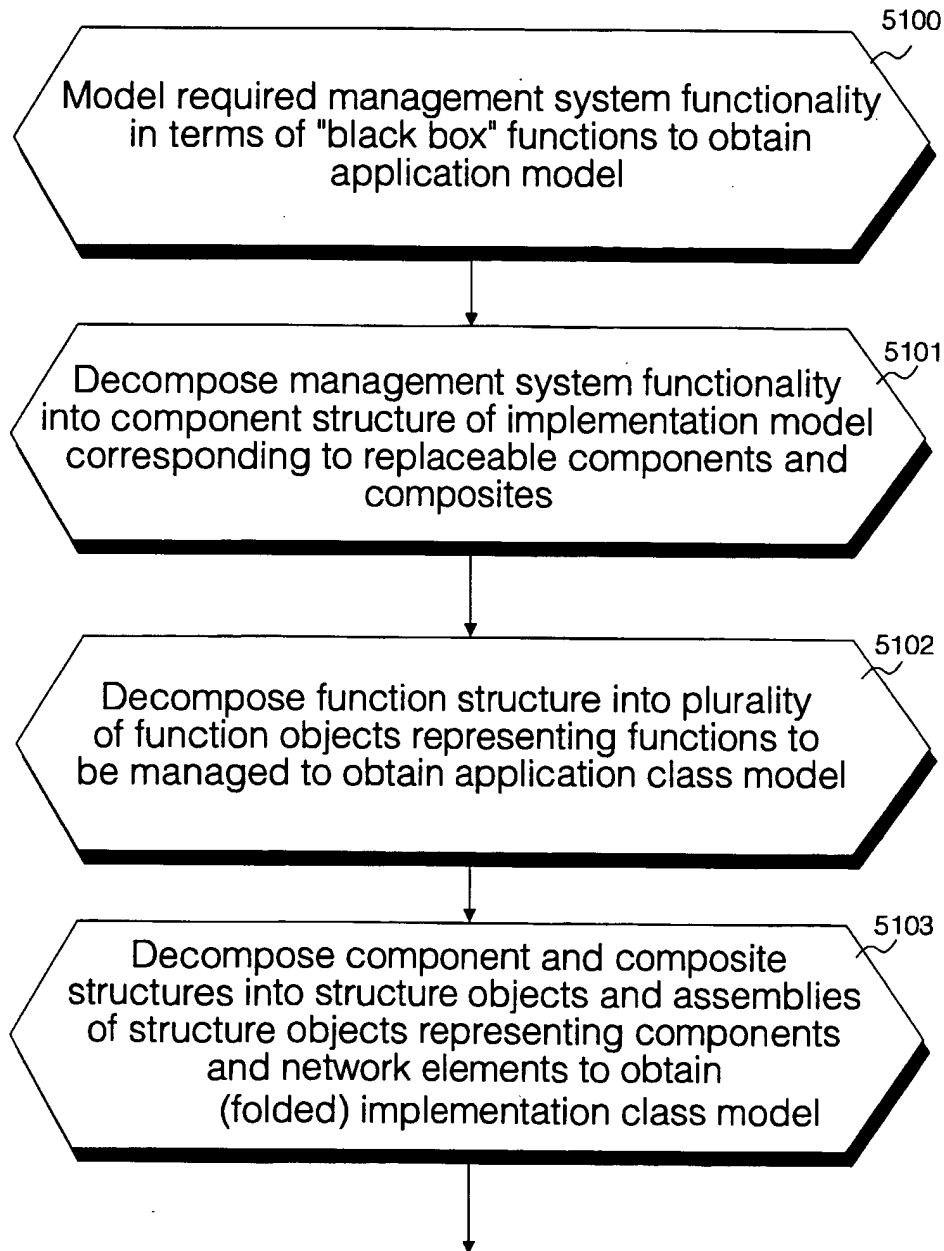 5100
Model required management system functionality
in terms of "black box" functions to obtain
application model
5101
Decompose management system functionality
into component structure of implementation model
corresponding to replaceable components and
composites
5102
Decompose function structure into plurality
of function objects representing functions to
be managed to obtain application class model
5103
Decompose component and composite
structures into structure objects and assemblies
of structure objects representing components
and network elements to obtain
(folded) implementation class model